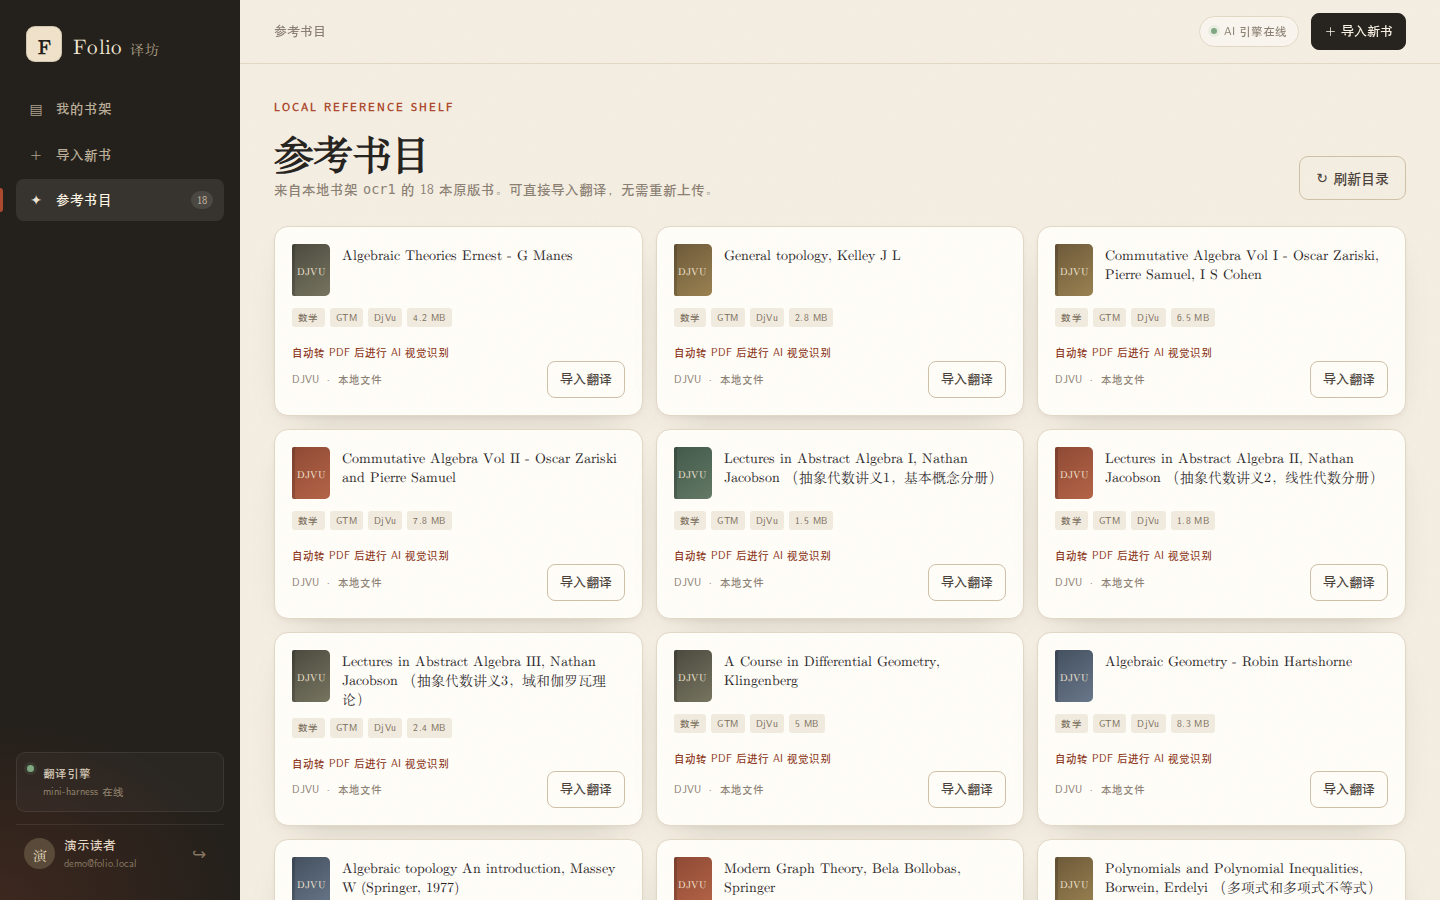 F Folio 译坊
我的书架
导入新书
参考书目 18
翻译引擎
mini-harness 在线
演 演示读者
demo@folio.local
参考书目
AI 引擎在线
+ 导入新书
LOCAL REFERENCE SHELF
参考书目
来自本地书架 ocr1 的 18 本原版书。可直接导入翻译，无需重新上传。
刷新目录
DJVU
Algebraic Theories Ernest - G Manes
数学 GTM DjVu 4.2 MB
自动转 PDF 后进行 AI 视觉识别
DJVU · 本地文件
导入翻译
DJVU
General topology, Kelley J L
数学 GTM DjVu 2.8 MB
自动转 PDF 后进行 AI 视觉识别
DJVU · 本地文件
导入翻译
DJVU
Commutative Algebra Vol I - Oscar Zariski,
Pierre Samuel, I S Cohen
数学 GTM DjVu 6.5 MB
自动转 PDF 后进行 AI 视觉识别
DJVU · 本地文件
导入翻译
DJVU
Commutative Algebra Vol II - Oscar Zariski
and Pierre Samuel
数学 GTM DjVu 7.8 MB
自动转 PDF 后进行 AI 视觉识别
DJVU · 本地文件
导入翻译
DJVU
Lectures in Abstract Algebra I, Nathan
Jacobson （抽象代数讲义1，基本概念分册）
数学 GTM DjVu 1.5 MB
自动转 PDF 后进行 AI 视觉识别
DJVU · 本地文件
导入翻译
DJVU
Lectures in Abstract Algebra II, Nathan
Jacobson （抽象代数讲义2，线性代数分册）
数学 GTM DjVu 1.8 MB
自动转 PDF 后进行 AI 视觉识别
DJVU · 本地文件
导入翻译
DJVU
Lectures in Abstract Algebra III, Nathan
Jacobson （抽象代数讲义3，域和伽罗瓦理
论）
数学 GTM DjVu 2.4 MB
自动转 PDF 后进行 AI 视觉识别
DJVU · 本地文件
导入翻译
DJVU
A Course in Differential Geometry,
Klingenberg
数学 GTM DjVu 5 MB
自动转 PDF 后进行 AI 视觉识别
DJVU · 本地文件
导入翻译
DJVU
Algebraic Geometry - Robin Hartshorne
数学 GTM DjVu 8.3 MB
自动转 PDF 后进行 AI 视觉识别
DJVU · 本地文件
导入翻译
DJVU
Algebraic topology An introduction, Massey
W (Springer, 1977)
DJVU
Modern Graph Theory, Bela Bollobas,
Springer
DJVU
Polynomials and Polynomial Inequalities,
Borwein, Erdelyi （多项式和多项式不等式）